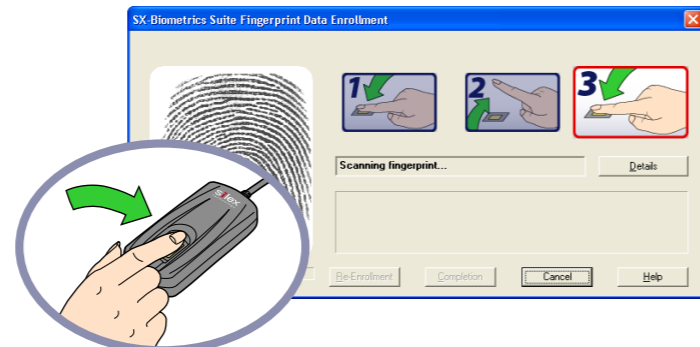 SX-Biometrics Suite Fingerprint Data Enrollment
1 2 3
Scanning fingerprint...
Details
silex
Re-Enrollment
Completion
Cancel
Help